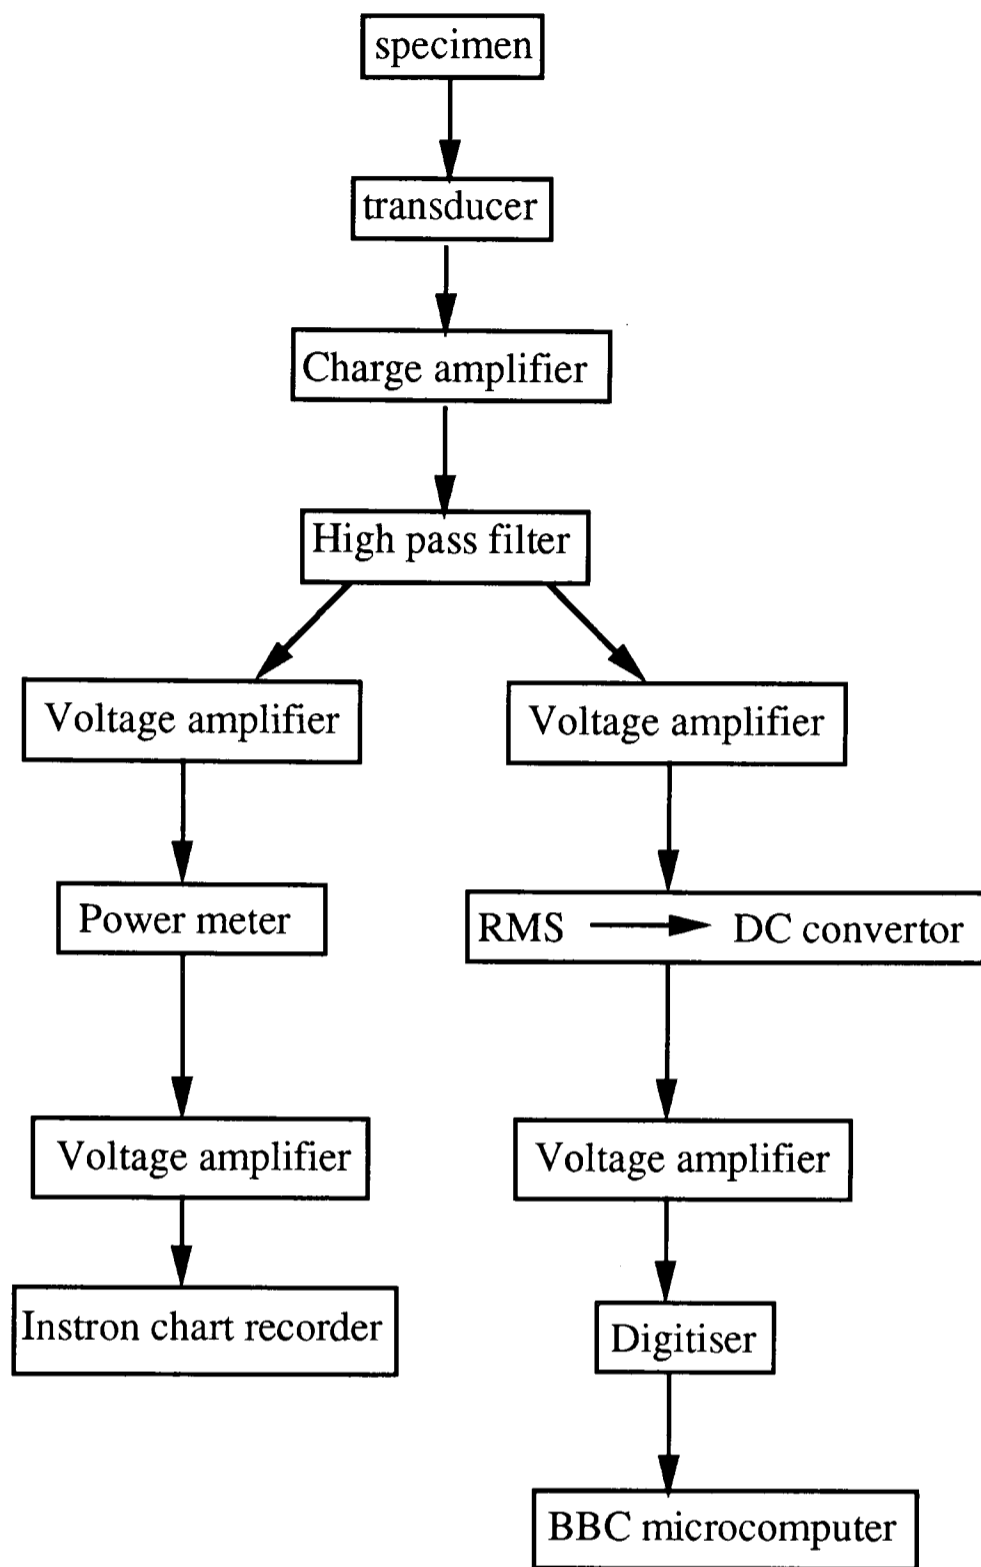 specimen
transducer
Charge amplifier
High pass filter
Voltage amplifier
Voltage amplifier
Power meter
RMS DC convertor
Voltage amplifier
Voltage amplifier
Instron chart recorder
Digitiser
BBC microcomputer